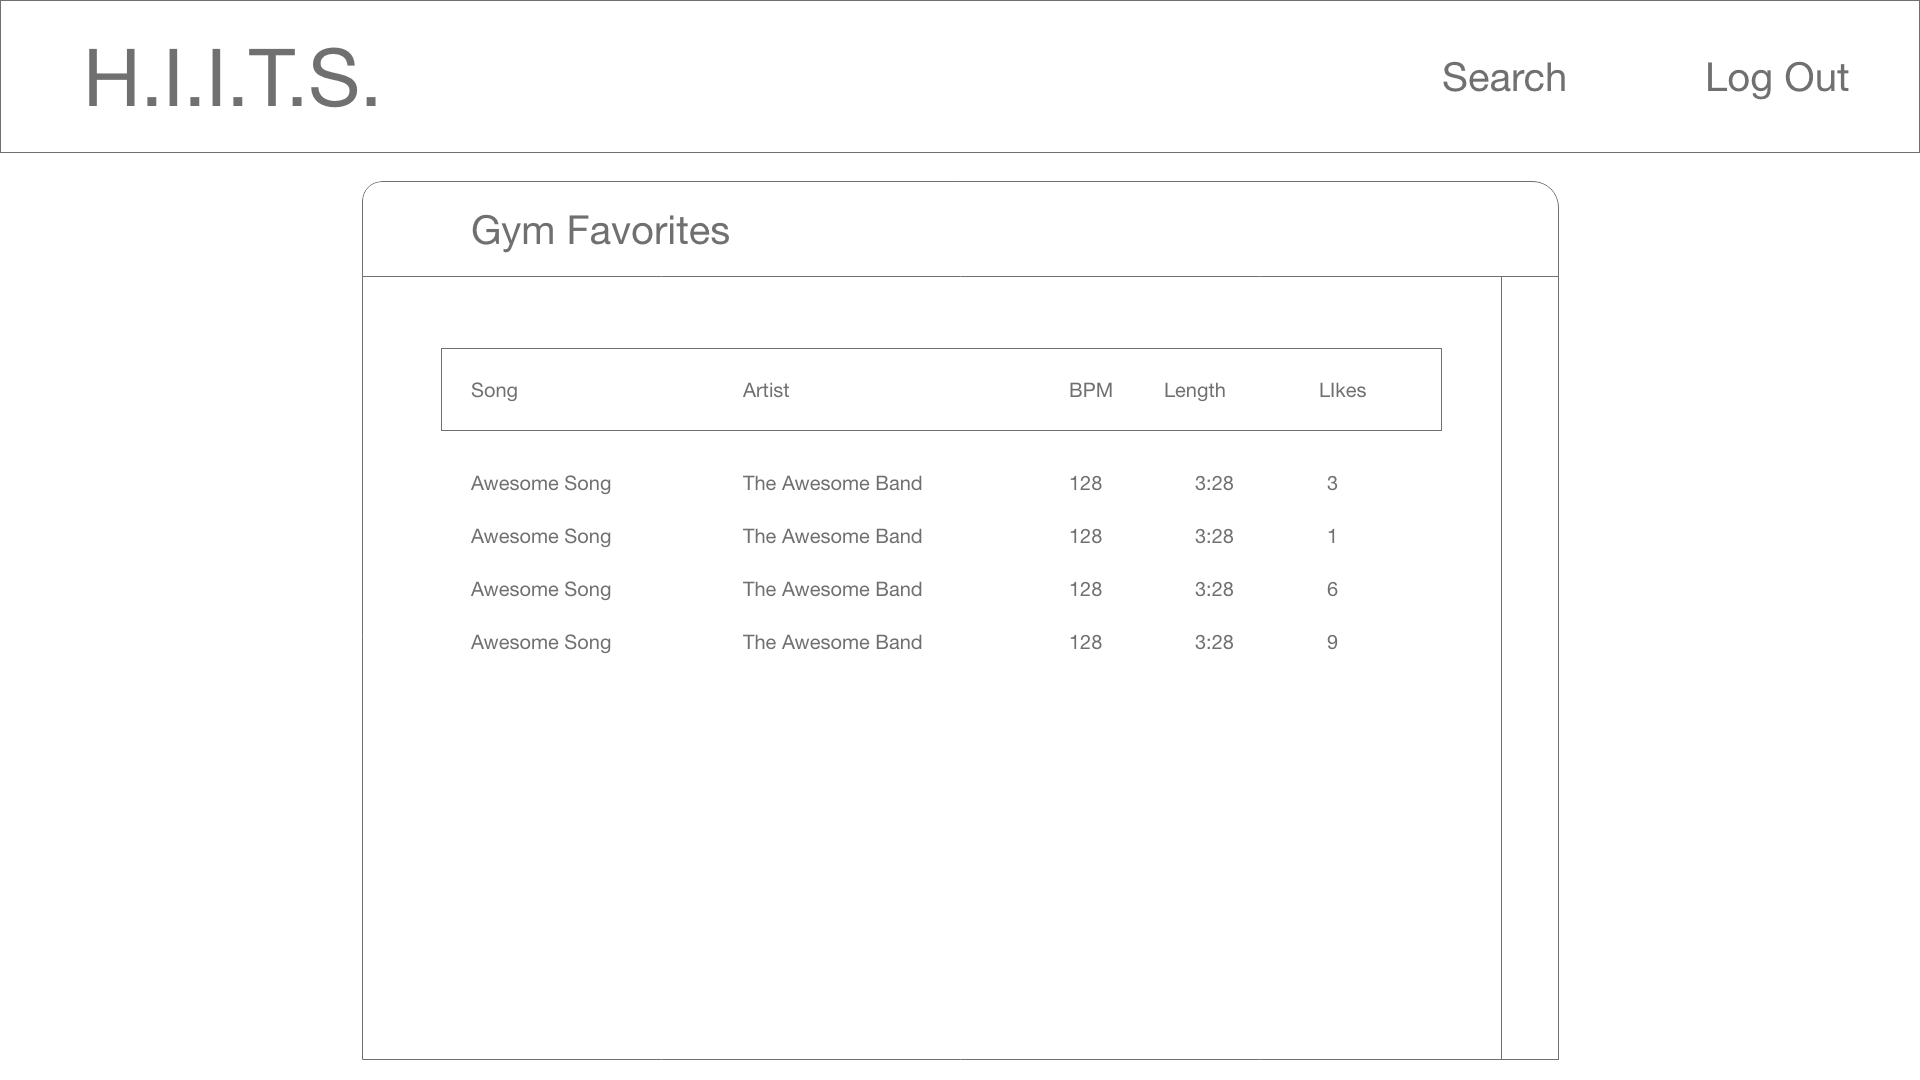 H.I.I.T.S. Search Log Out
Gym Favorites
Song Artist BPM Length LIkes
Awesome Song The Awesome Band 128 3:28 3
Awesome Song The Awesome Band 128 3:28 1
Awesome Song The Awesome Band 128 3:28 6
Awesome Song The Awesome Band 128 3:28 9